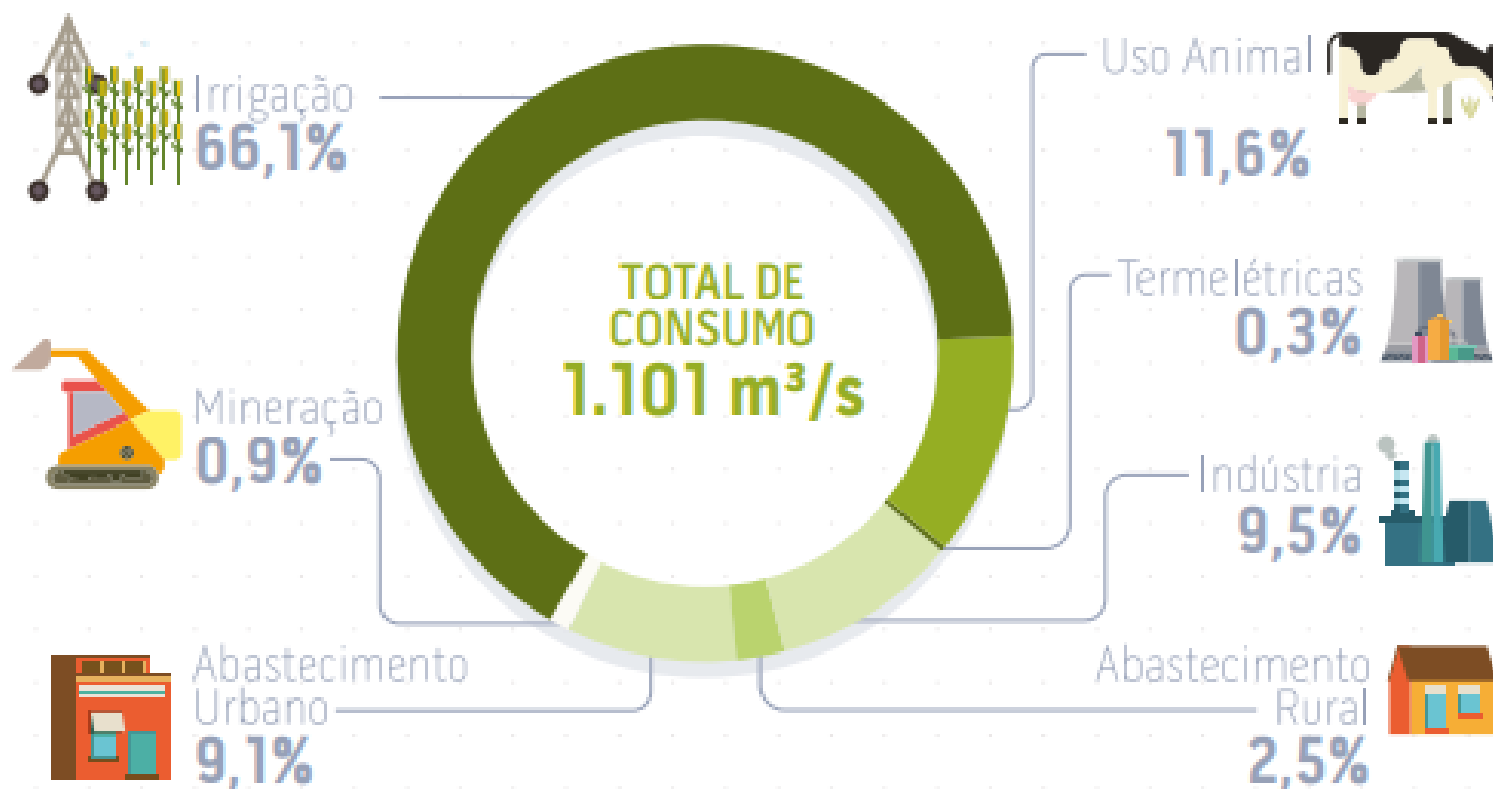 Irrigação
66,1%
Uso Animal
11,6%
TOTAL DE
CONSUMO
1.101 m³/s
Termelétricas
0,3%
Mineração
0,9%
Indústria
9,5%
Abastecimento
Urbano
9,1%
Abastecimento
Rural
2,5%